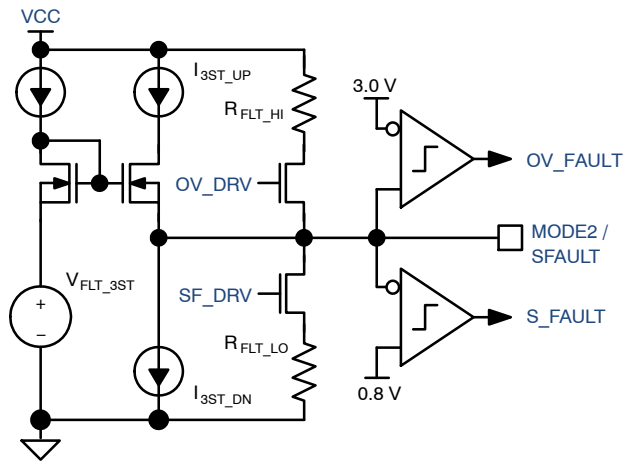 VCC
I3ST_UP
RFLT_HI
3.0 V
OV_FAULT
OV_DRV
MODE2 /
SFAULT
VFLT_3ST
+
−
SF_DRV
S_FAULT
RFLT_LO
I3ST_DN
0.8 V